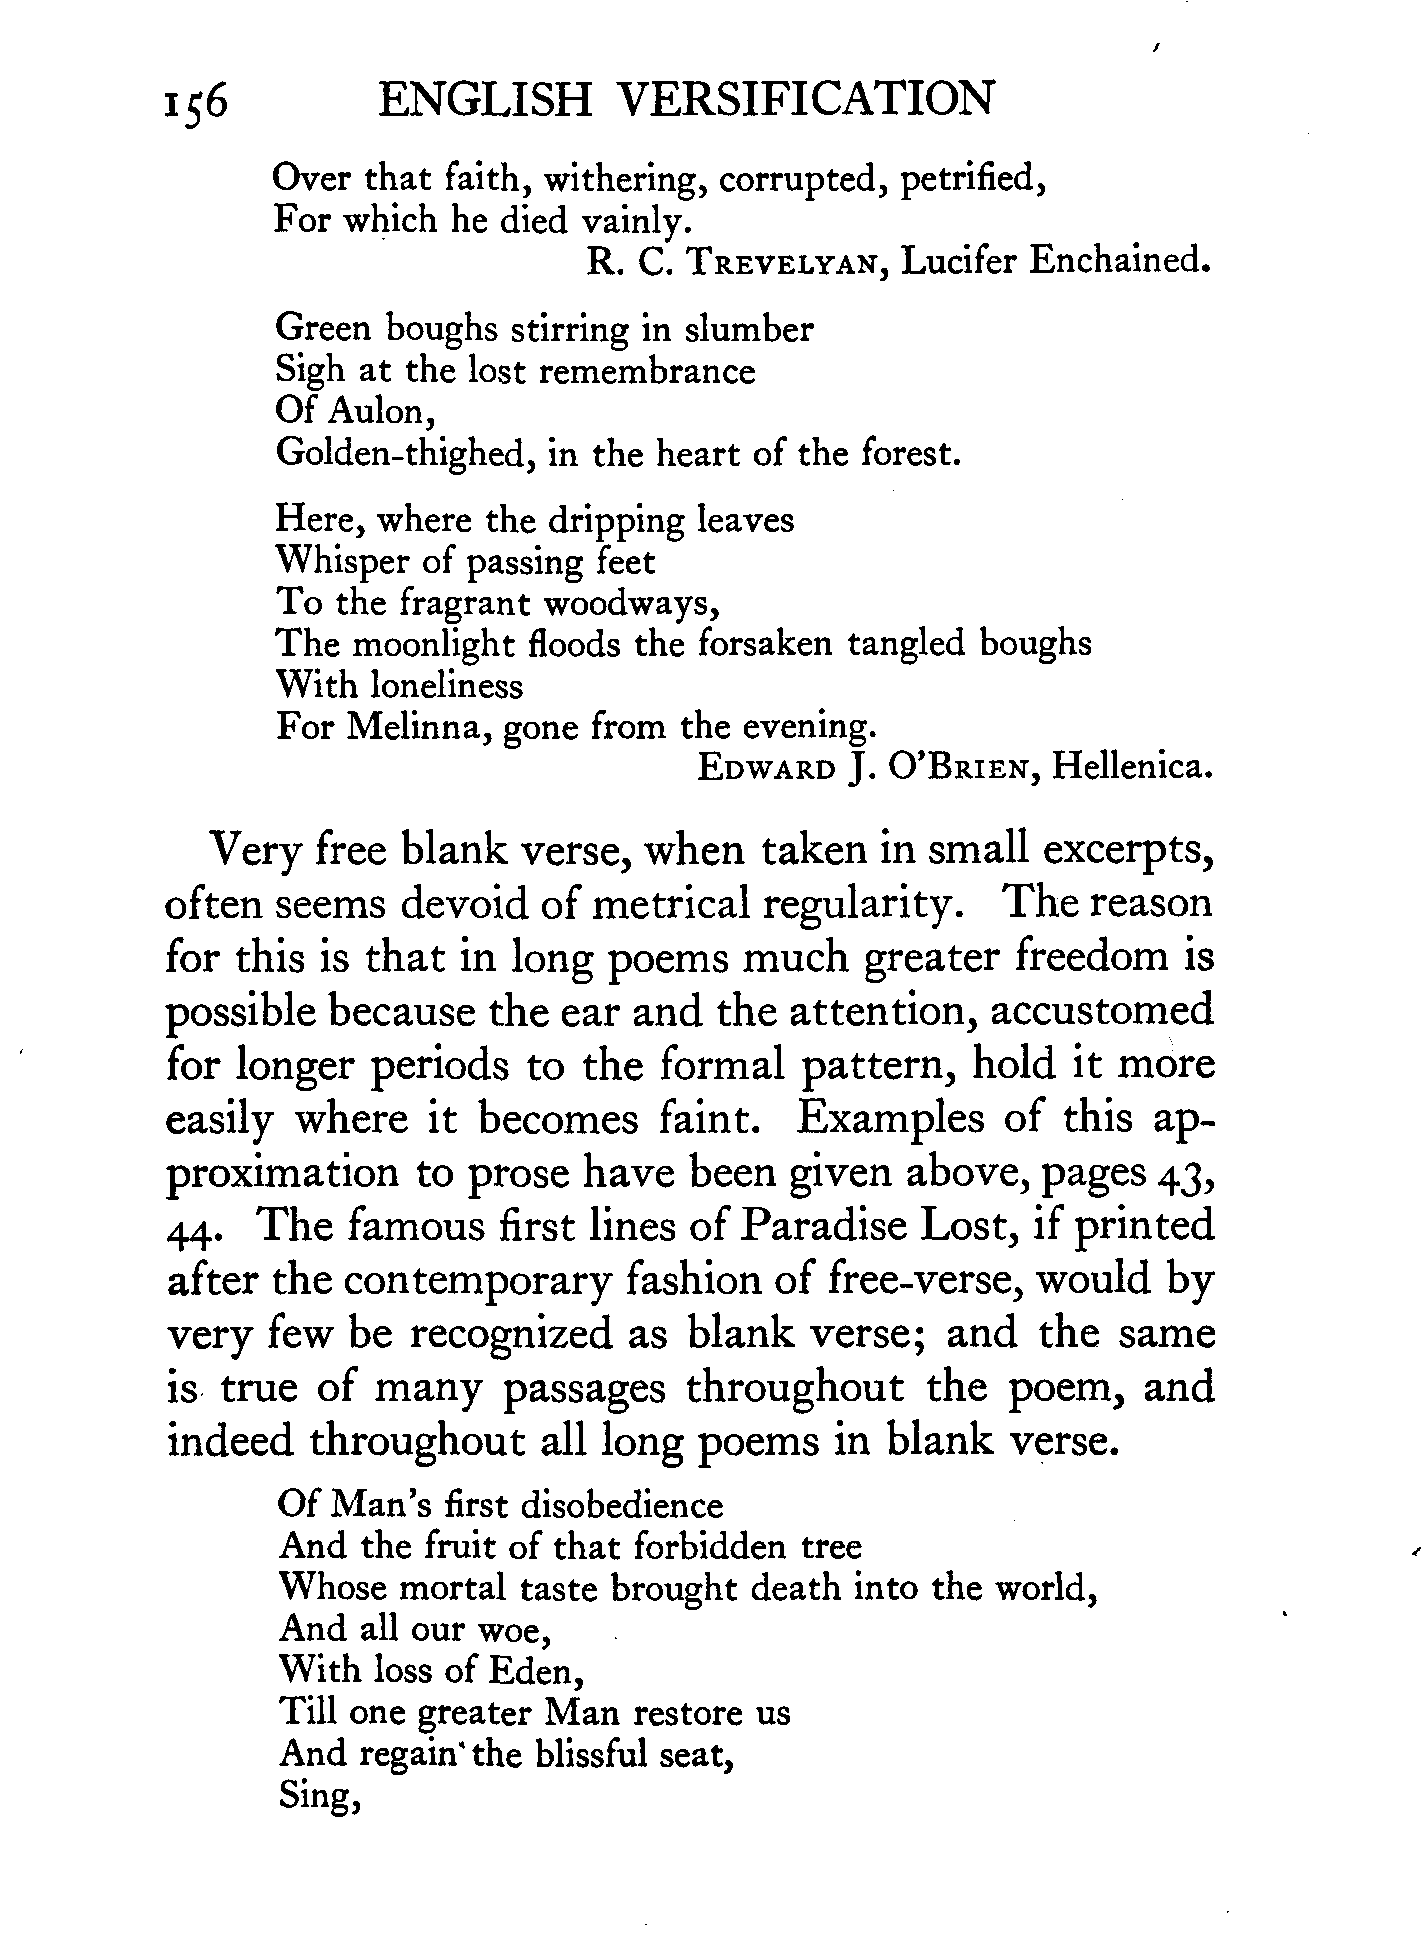 156 ENGLISH VERSIFICATION
Over that faith, withering, corrupted, petrified,
For which he died vainly.
R. C. TREVELYAN, Lucifer Enchained.
Green boughs stirring in slumber
Sigh at the lost remembrance
Of Aulon,
Golden-thighed, in the heart of the forest.
Here, where the dripping leaves
Whisper of passing feet
To the fragrant woodways,
The moonlight floods the forsaken tangled boughs
With loneliness
For Melinna, gone from the evening.
EDWARD J. O'BRIEN, Hellenica.
Very free blank verse, when taken in small excerpts,
often seems devoid of metrical regularity. The reason
for this is that in long poems much greater freedom is
possible because the ear and the attention, accustomed
for longer periods to the formal pattern, hold it more
easily where it becomes faint. Examples of this ap-
proximation to prose have been given above, pages 43,
44. The famous first lines of Paradise Lost, if printed
after the contemporary fashion of free-verse, would by
very few be recognized as blank verse; and the same
is true of many passages throughout the poem, and
indeed throughout all long poems in blank verse.
Of Man's first disobedience
And the fruit of that forbidden tree
Whose mortal taste brought death into the world,
And all our woe,
With loss of Eden,
Till one greater Man restore us
And regain the blissful seat,
Sing,